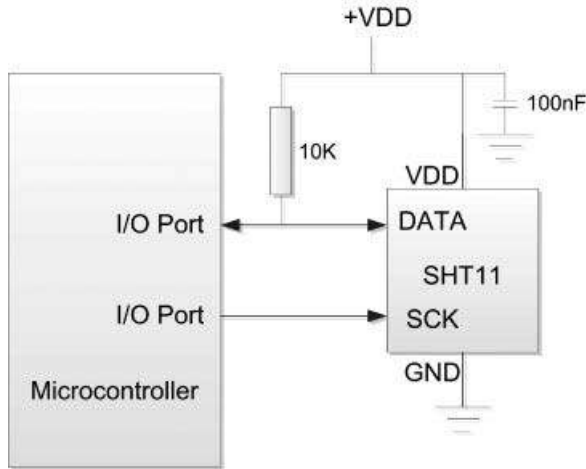 +VDD
100nF
10K
VDD
I/O Port
DATA
SHT11
I/O Port
SCK
GND
Microcontroller